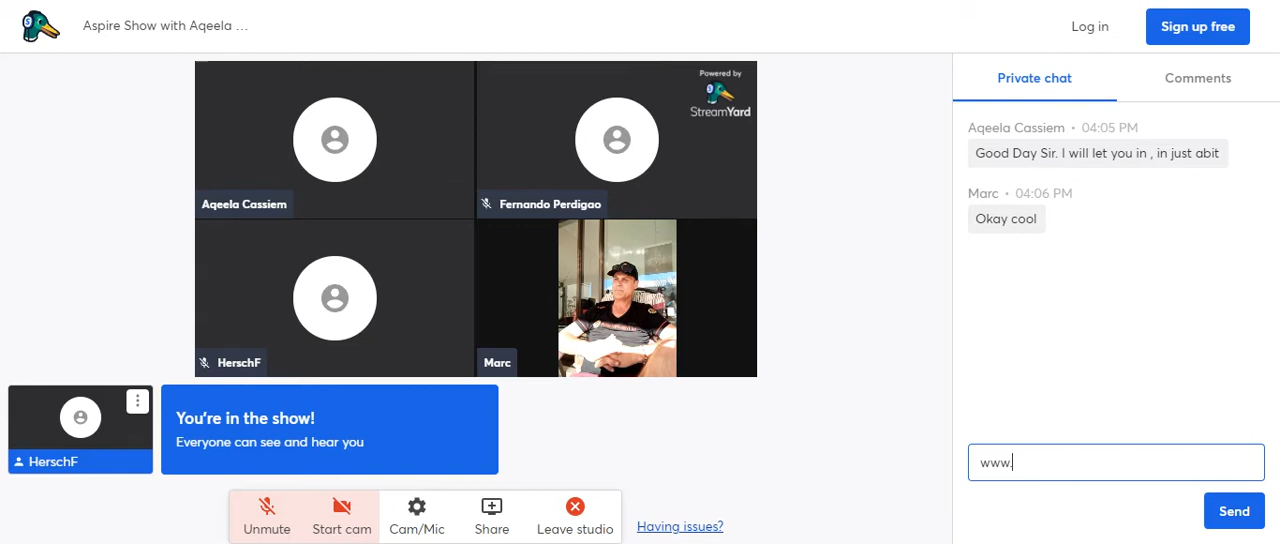 Aspire Show with Aqeela ...
Log in
Sign up free
Powered by
StreamYard
Aqeela Cassiem
Fernando Perdigao
HerschF
Marc
HerschF
You're in the show!
Everyone can see and hear you
Unmute
Start cam
Cam/Mic
Share
Leave studio
Having issues?
Private chat
Comments
Aqeela Cassiem • 04:05 PM
Good Day Sir. I will let you in , in just abit
Marc • 04:06 PM
Okay cool
www.
Send